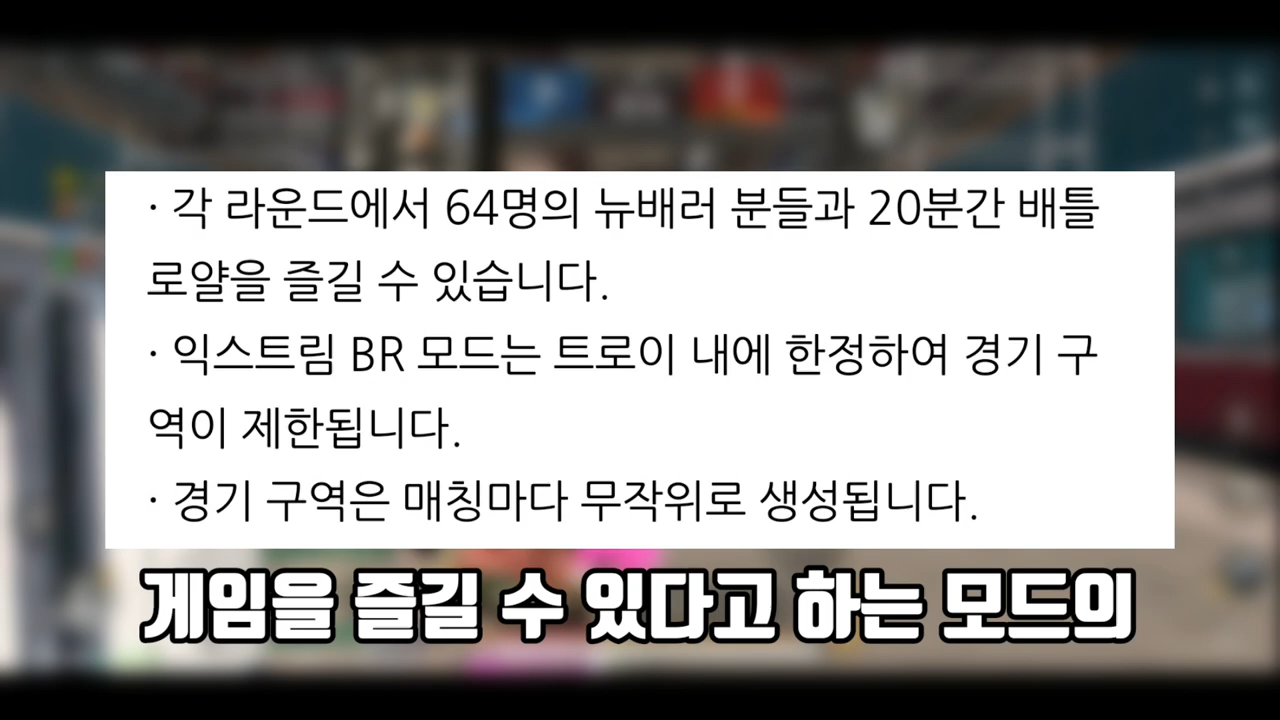 · 각 라운드에서 64명의 뉴배러 분들과 20분간 배틀
로얄을 즐길 수 있습니다.
· 익스트림 BR 모드는 트로이 내에 한정하여 경기 구
역이 제한됩니다.
· 경기 구역은 매칭마다 무작위로 생성됩니다.
게임을 즐길 수 있다고 하는 모드의